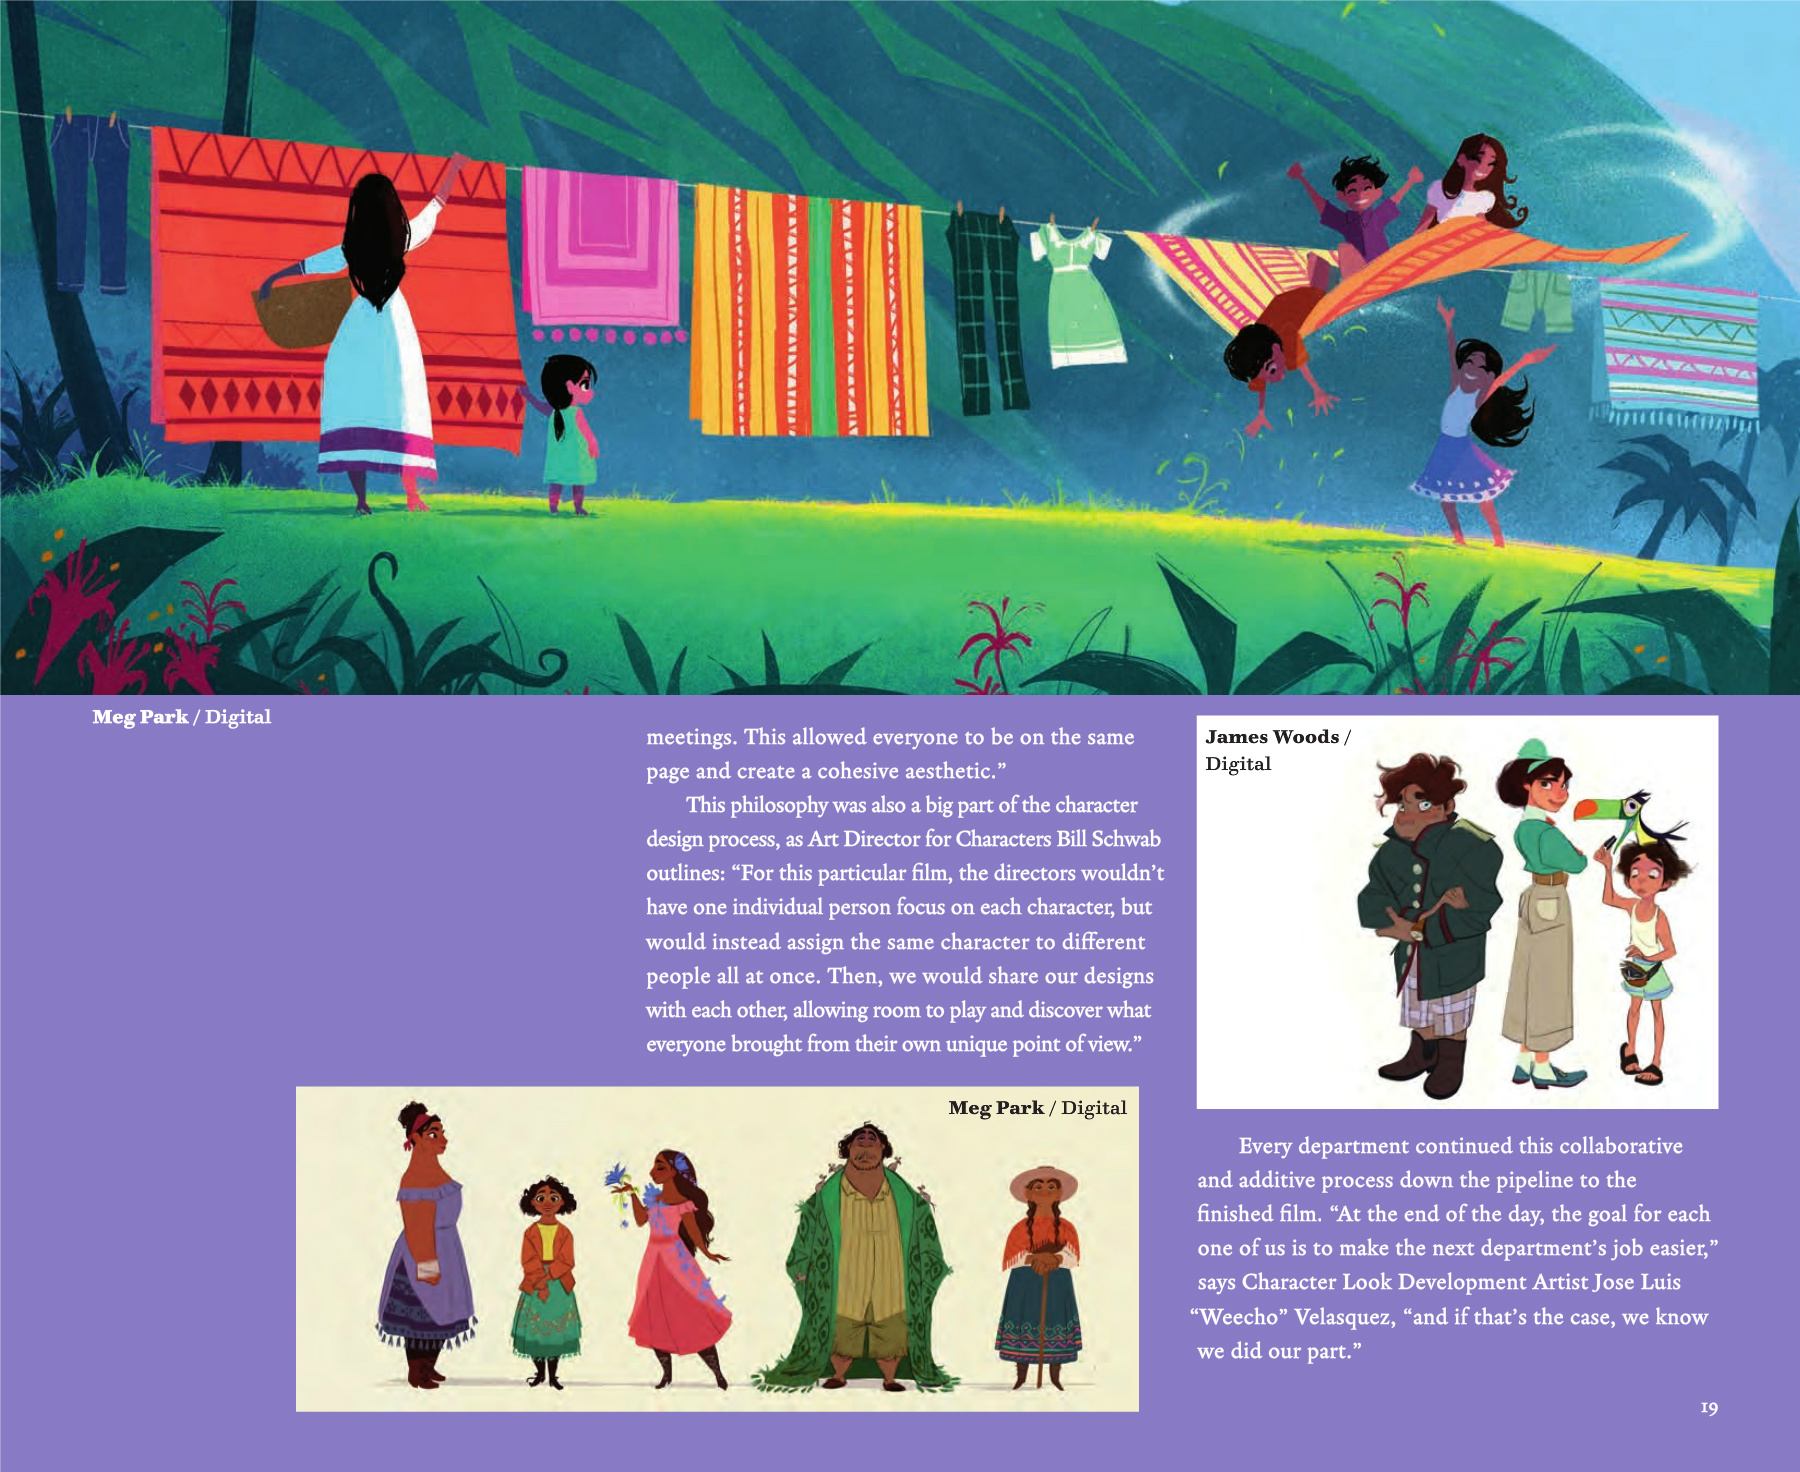 Meg Park / Digital
meetings. This allowed everyone to be on the same
page and create a cohesive aesthetic.”
This philosophy was also a big part of the character
design process, as Art Director for Characters Bill Schwab
outlines: “For this particular film, the directors wouldn’t
have one individual person focus on each character, but
would instead assign the same character to different
people all at once. Then, we would share our designs
with each other, allowing room to play and discover what
everyone brought from their own unique point of view.”
Meg Park / Digital
James Woods /
Digital
Every department continued this collaborative
and additive process down the pipeline to the
finished film. “At the end of the day, the goal for each
one of us is to make the next department’s job easier,”
says Character Look Development Artist Jose Luis
“Weecho” Velasquez, “and if that’s the case, we know
we did our part.”
19